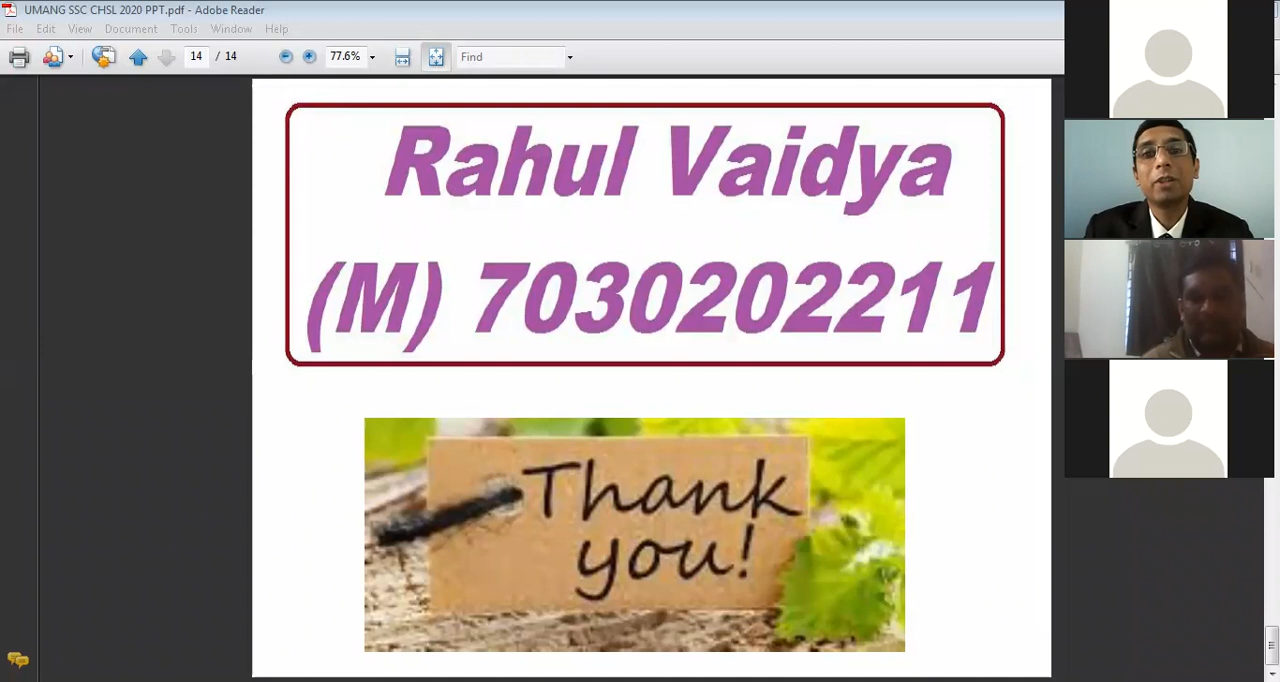 UMANG SSC CHSL 2020 PPT.pdf - Adobe Reader
File Edit View Document Tools Window Help
14 / 14 77.6% Find
Rahul Vaidya
(M) 7030202211
Thank
you!